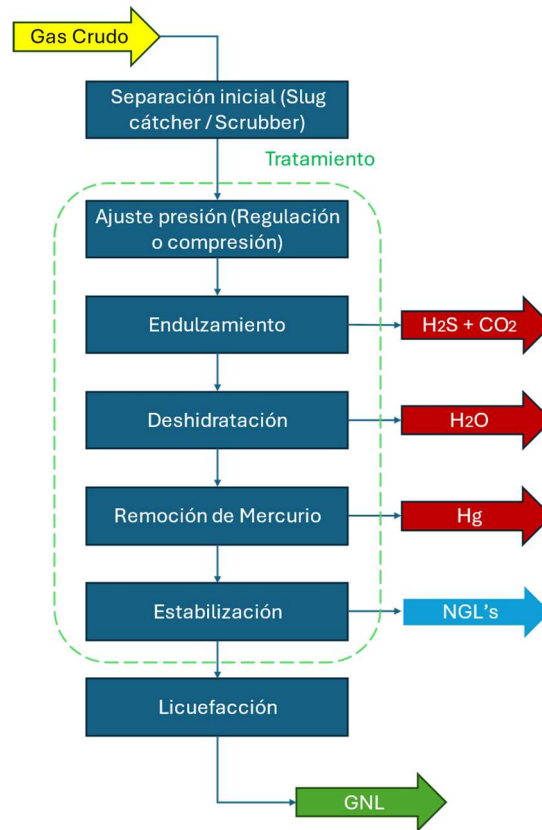 Gas Crudo
Separación inicial (Slug
cátcher / Scrubber)
Tratamiento
Ajuste presión (Regulación
o compresión)
Endulzamiento
H2S + CO2
Deshidratación
H2O
Remoción de Mercurio
Hg
Estabilización
NGL's
Licuefacción
GNL